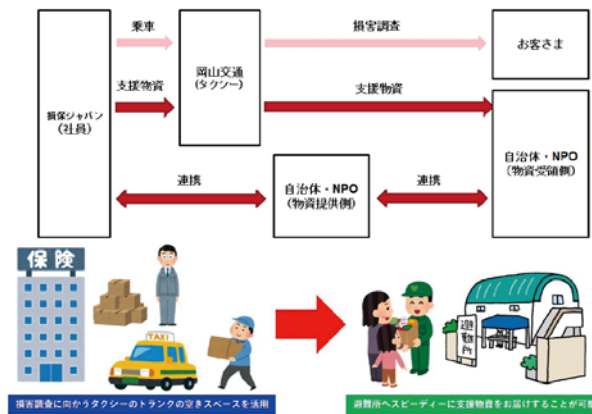 乗車
損害調査
お客さま
岡山交通
(タクシー)
支援物資
支援物資
損保ジャパン
(社員)
自治体・NPO
(物資受領側)
連携
自治体・NPO
(物資提供側)
連携
保険
TAXI
避難所
損害調査に向かうタクシーのトランクの空きスペースを活用
避難所へスピーディーに支援物資をお届けすることが可能